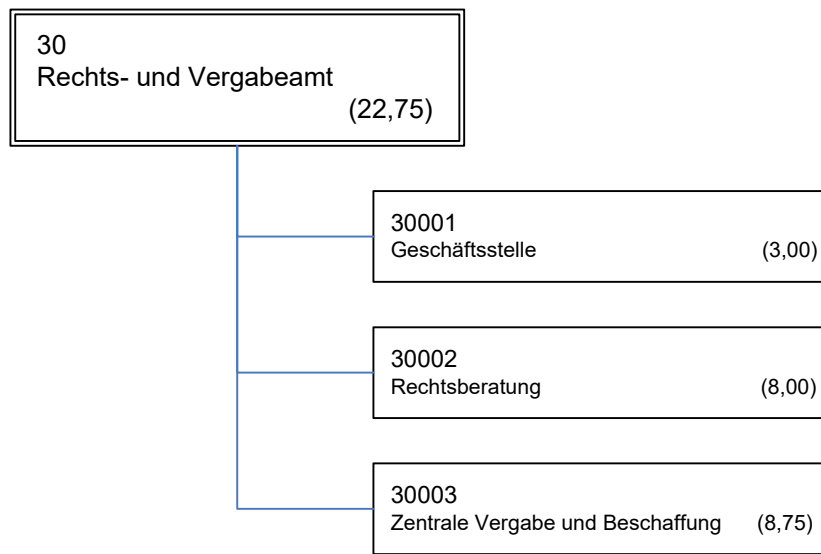 30
Rechts- und Vergabeamt
(22,75)
30001
Geschäftsstelle (3,00)
30002
Rechtsberatung (8,00)
30003
Zentrale Vergabe und Beschaffung (8,75)